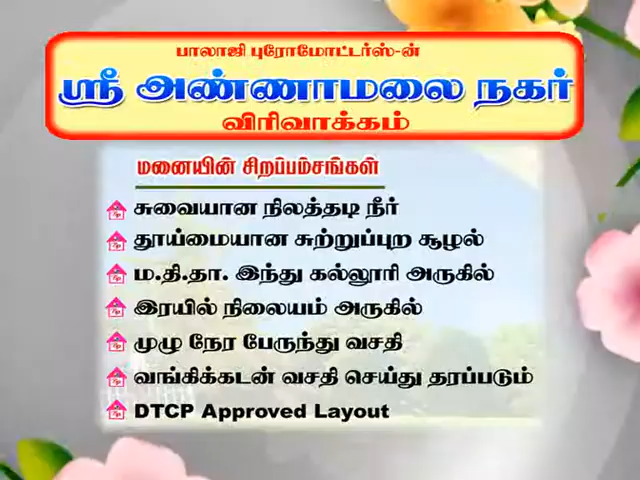 பாலாஜி புரோமோட்டர்ஸ்-ன்
ஸ்ரீ அண்ணாமலை நகர்
விரிவாக்கம்
மனையின் சிறப்பம்சங்கள்
சுவையான நிலத்தடி நீர்
தூய்மையான சுற்றுப்புற சூழல்
ம.தி.தா. இந்து கல்லூரி அருகில்
இரயில் நிலையம் அருகில்
முழு நேர பேருந்து வசதி
வங்கிக்கடன் வசதி செய்து தரப்படும்
DTCP Approved Layout